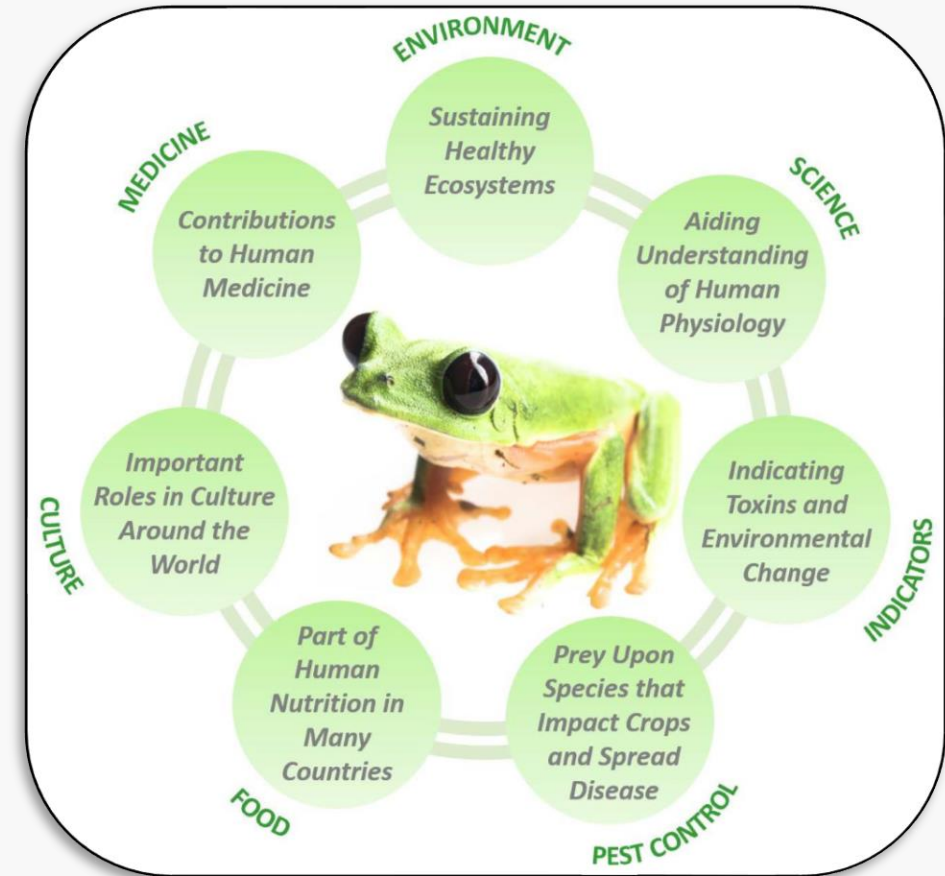 ENVIRONMENT
Sustaining
Healthy
Ecosystems
SCIENCE
Aiding
Understanding
of Human
Physiology
INDICATORS
Indicating
Toxins and
Environmental
Change
PEST CONTROL
Prey Upon
Species that
Impact Crops
and Spread
Disease
FOOD
Part of
Human
Nutrition in
Many
Countries
CULTURE
Important
Roles in Culture
Around the
World
MEDICINE
Contributions
to Human
Medicine